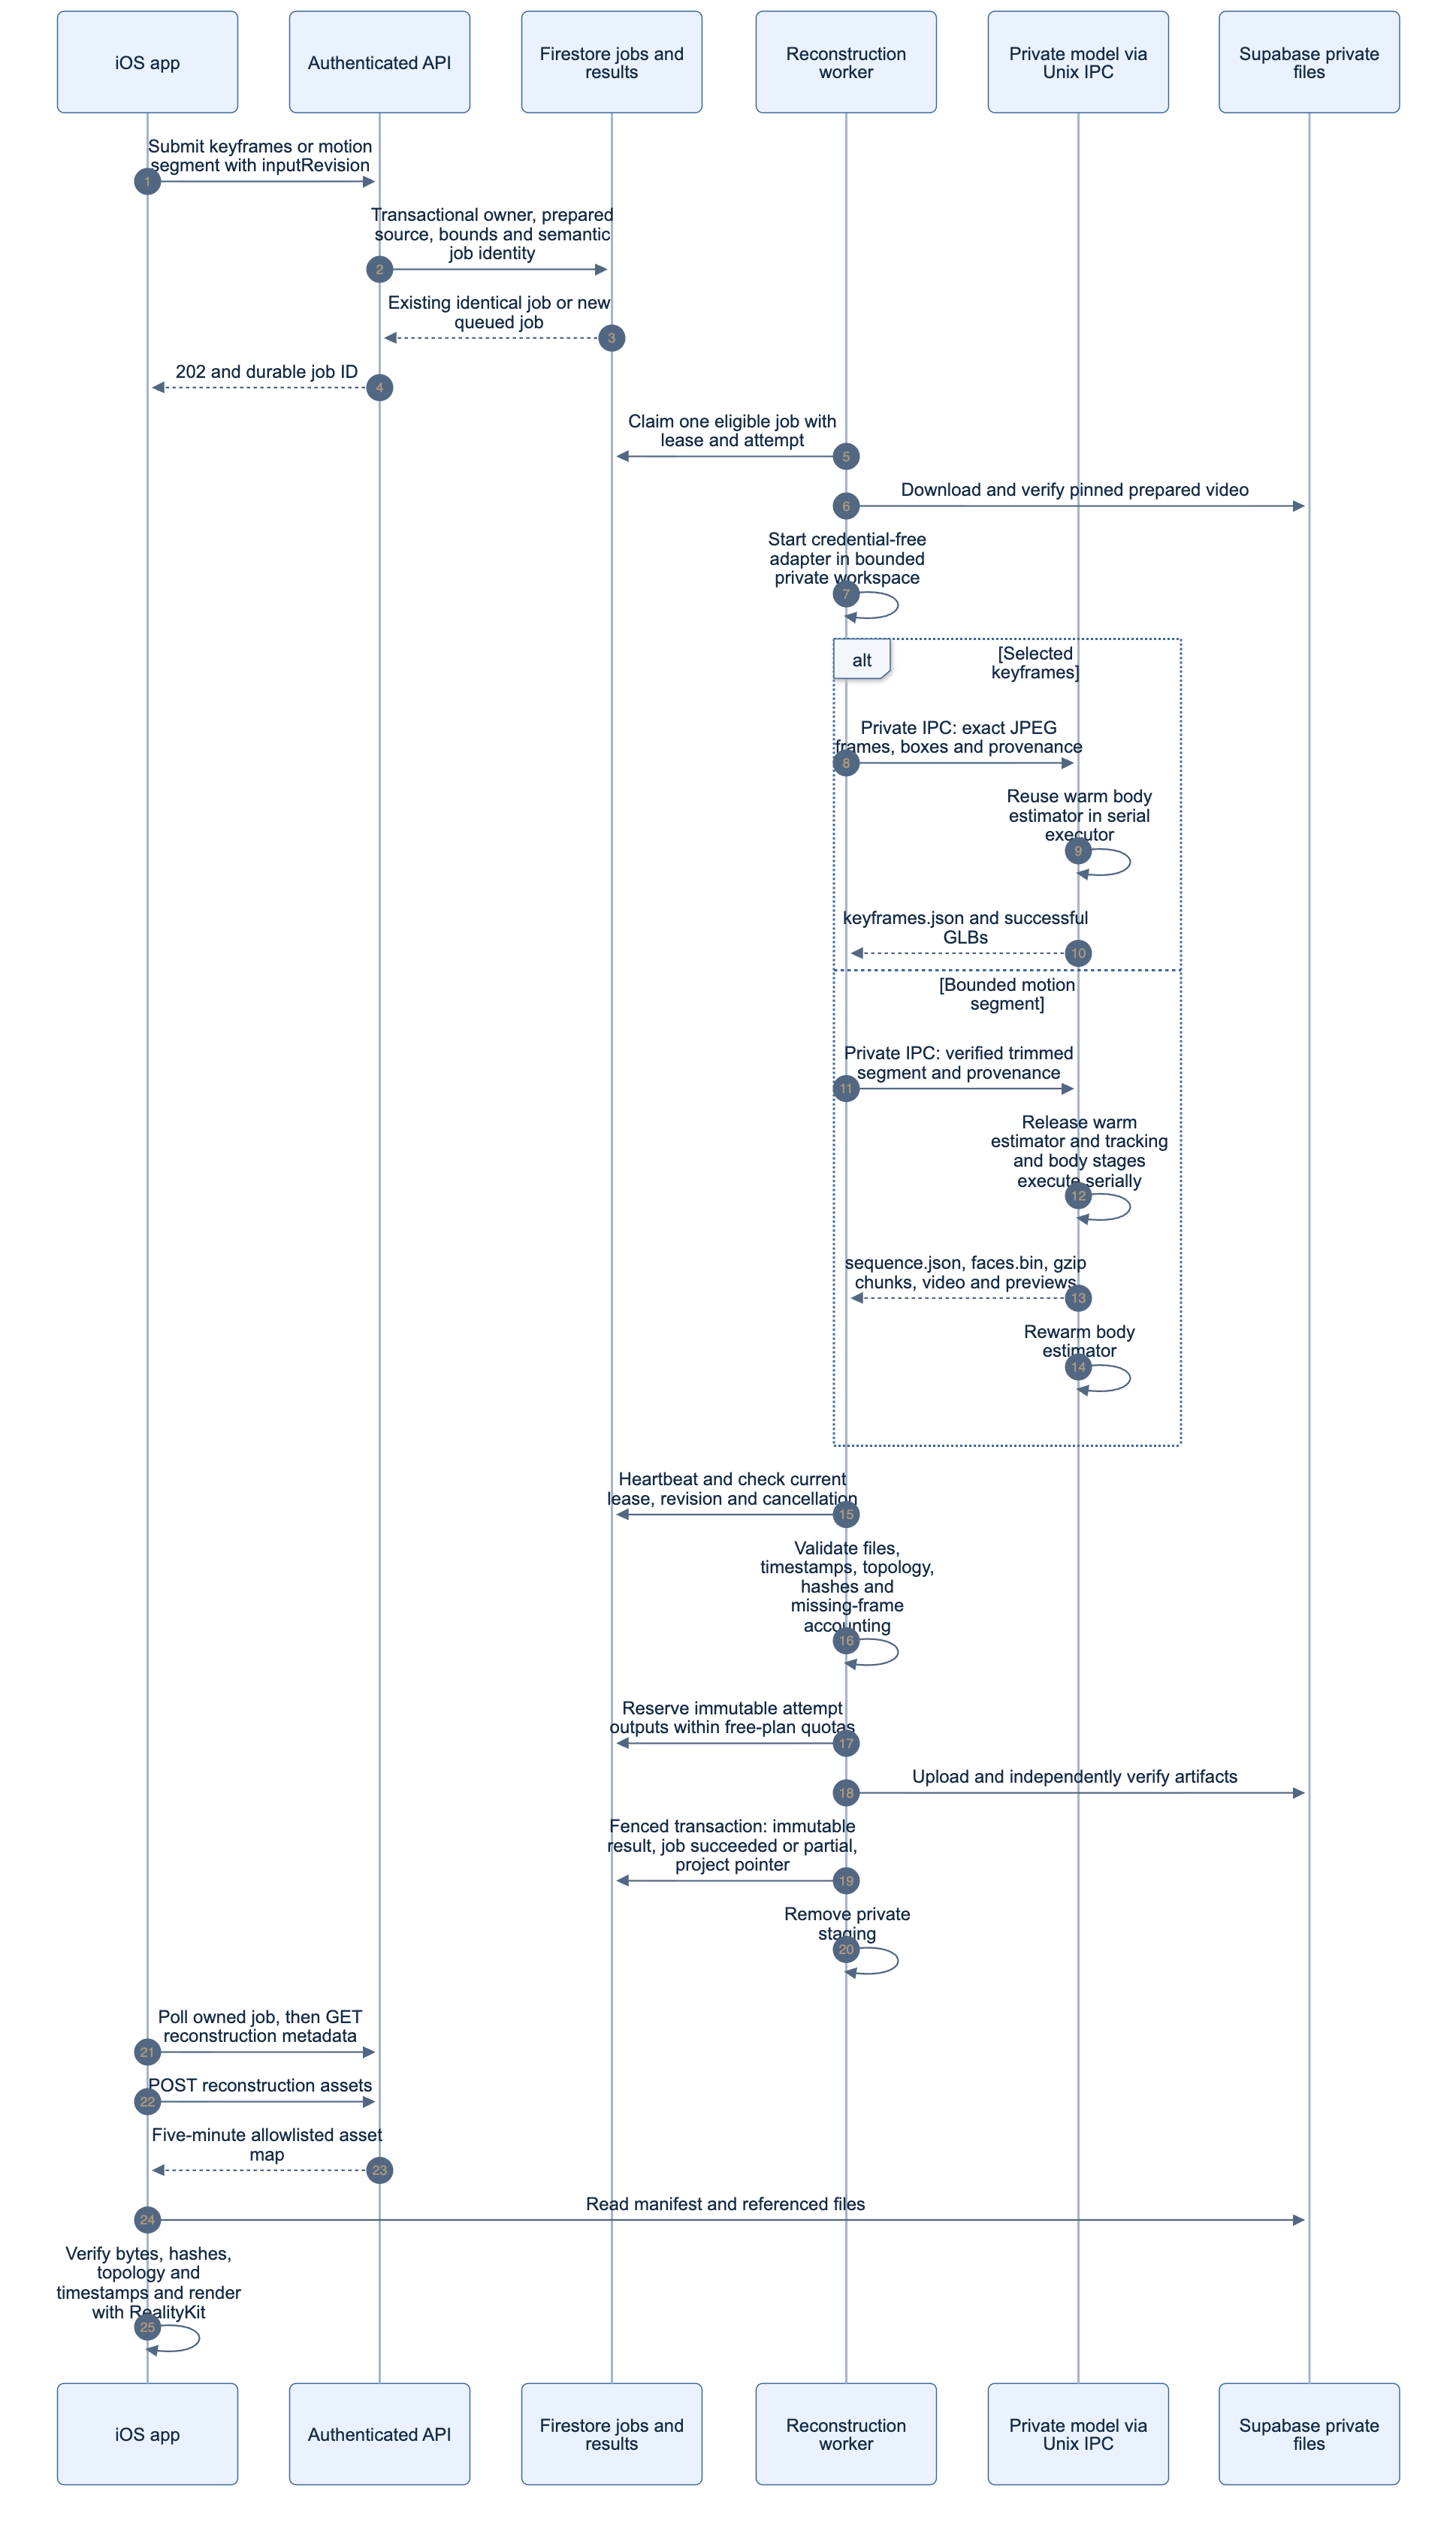 iOS app
Authenticated API
Firestore jobs and
results
Reconstruction
worker
Private model via
Unix IPC
Supabase private
files
Submit keyframes or motion
segment with inputRevision
1
Transactional owner, prepared
source, bounds and semantic
job identity
2
Existing identical job or new
queued job
3
202 and durable job ID
4
Claim one eligible job with
lease and attempt
5
Download and verify pinned prepared video
6
Start credential-free
adapter in bounded
private workspace
7
alt
[Selected
keyframes]
Private IPC: exact JPEG
frames, boxes and provenance
8
Reuse warm body
estimator in serial
executor
9
keyframes.json and successful
GLBs
10
[Bounded motion
segment]
Private IPC: verified trimmed
segment and provenance
11
Release warm
estimator and tracking
and body stages
execute serially
12
sequence.json, faces.bin, gzip
chunks, video and previews
13
Rewarm body
estimator
14
Heartbeat and check current
lease, revision and cancellation
15
Validate files,
timestamps, topology,
hashes and
missing-frame
accounting
16
Reserve immutable attempt
outputs within free-plan quotas
17
Upload and independently verify artifacts
18
Fenced transaction: immutable
result, job succeeded or partial,
project pointer
19
Remove private
staging
20
Poll owned job, then GET
reconstruction metadata
21
POST reconstruction assets
22
Five-minute allowlisted asset
map
23
Read manifest and referenced files
24
Verify bytes, hashes,
topology and
timestamps and render
with RealityKit
25
iOS app
Authenticated API
Firestore jobs and
results
Reconstruction
worker
Private model via
Unix IPC
Supabase private
files